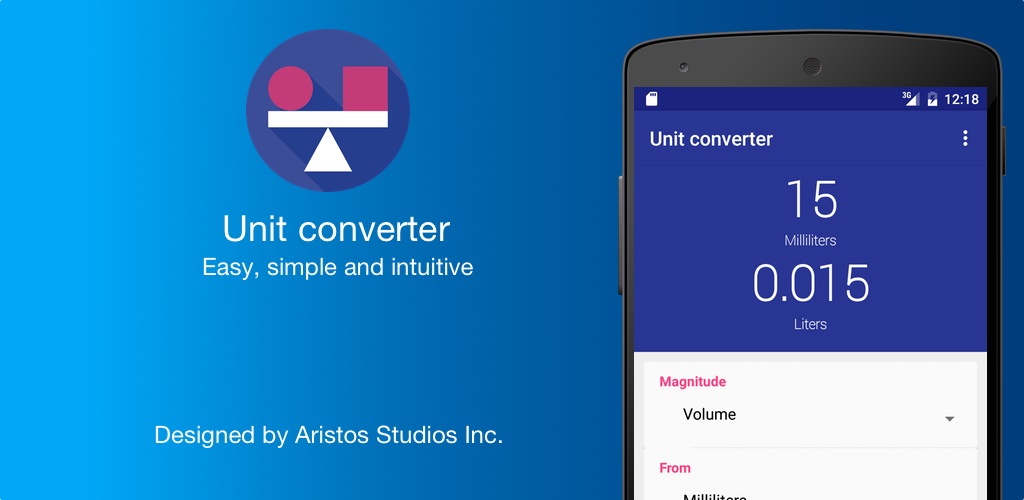 Unit converter
Easy, simple and intuitive
Designed by Aristos Studios Inc.
3G 12:18
Unit converter
15
Milliliters
0.015
Liters
Magnitude
Volume
From
Milliliters